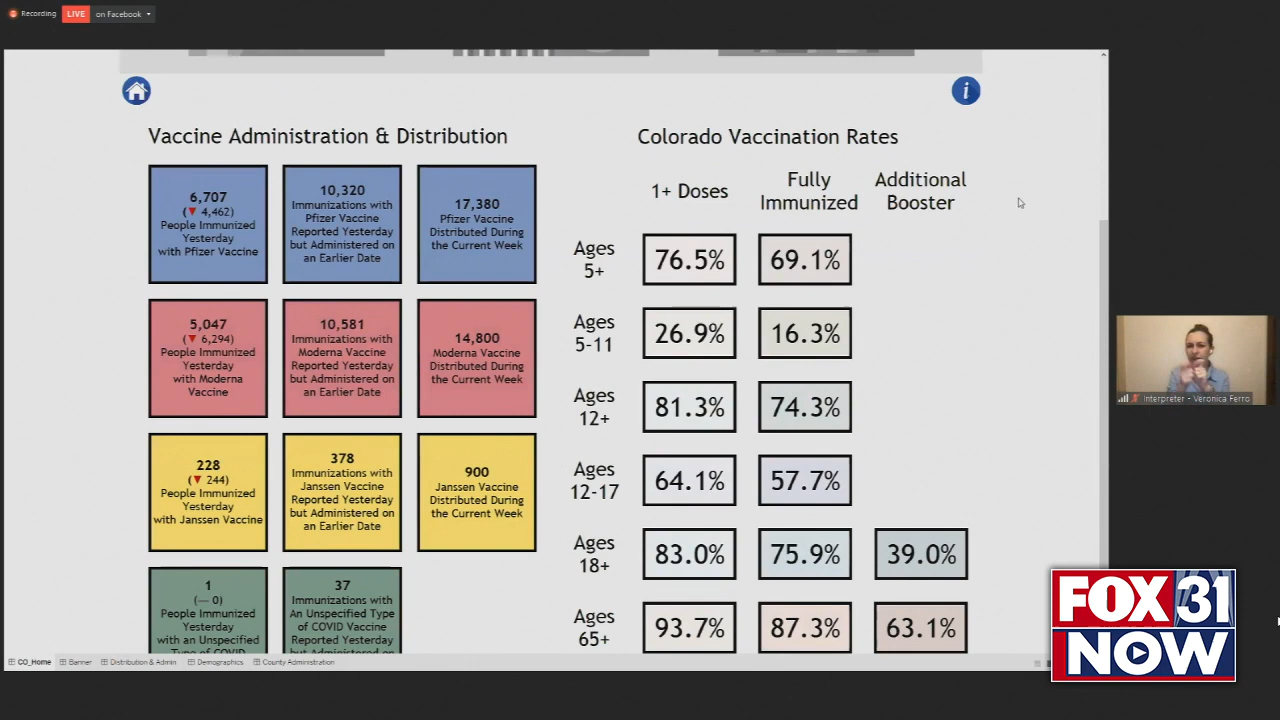 Recording
LIVE
on Facebook
i
Vaccine Administration & Distribution
6,707
(▼ 4,462)
People Immunized
Yesterday
with Pfizer Vaccine
10,320
Immunizations with
Pfizer Vaccine
Reported Yesterday
but Administered on
an Earlier Date
17,380
Pfizer Vaccine
Distributed During
the Current Week
5,047
(▼ 6,294)
People Immunized
Yesterday
with Moderna
Vaccine
10,581
Immunizations with
Moderna Vaccine
Reported Yesterday
but Administered on
an Earlier Date
14,800
Moderna Vaccine
Distributed During
the Current Week
228
(▼ 244)
People Immunized
Yesterday
with Janssen Vaccine
378
Immunizations with
Janssen Vaccine
Reported Yesterday
but Administered on
an Earlier Date
900
Janssen Vaccine
Distributed During
the Current Week
1
(— 0)
People Immunized
Yesterday
with an Unspecified
Type of COVID
37
Immunizations with
An Unspecified Type
of COVID Vaccine
Reported Yesterday
but Administered on
Colorado Vaccination Rates
1+ Doses
Fully
Immunized
Additional
Booster
Ages
5+
76.5%
69.1%
Ages
5-11
26.9%
16.3%
Ages
12+
81.3%
74.3%
Ages
12-17
64.1%
57.7%
Ages
18+
83.0%
75.9%
39.0%
Ages
65+
93.7%
87.3%
63.1%
Interpreter - Veronica Ferro
CO_Home
Banner
Distribution & Admin
Demographics
County Administration
FOX 31
NOW